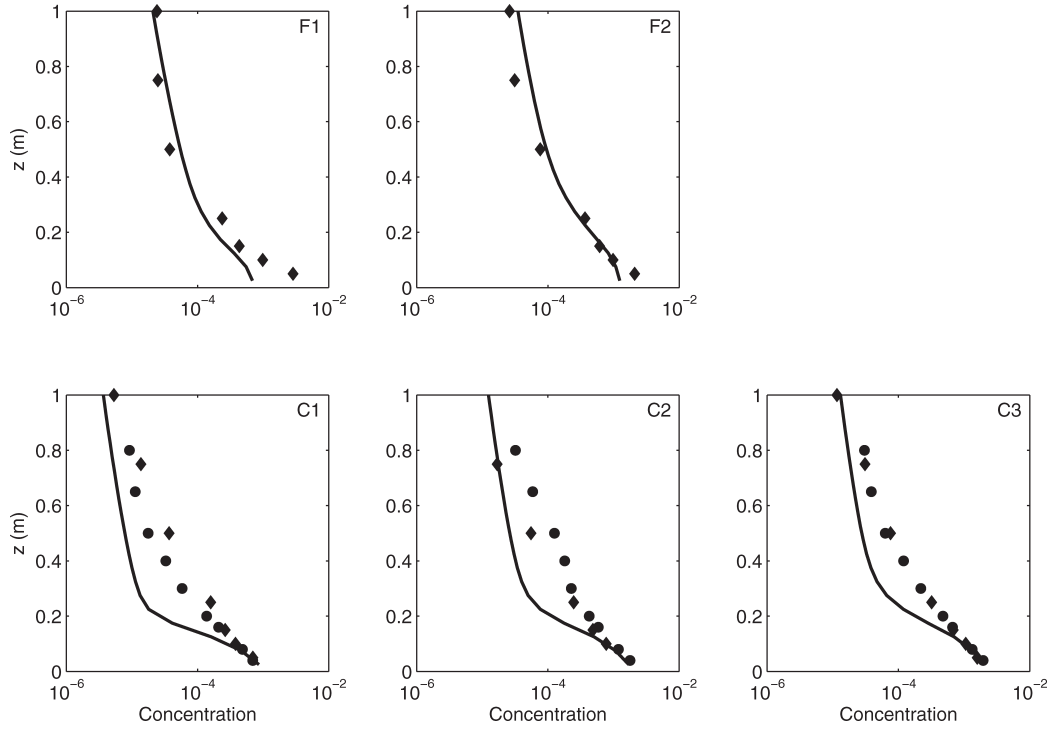 1 F1 1 F2
0.8 0.8
z (m) 0.6 0.6
0.4 0.4
0.2 0.2
0 0
10⁻⁶ 10⁻⁴ 10⁻² 10⁻⁶ 10⁻⁴ 10⁻²
1 C1 1 C2 1 C3
0.8 0.8 0.8
z (m) 0.6 0.6 0.6
0.4 0.4 0.4
0.2 0.2 0.2
0 0 0
10⁻⁶ 10⁻⁴ 10⁻² 10⁻⁶ 10⁻⁴ 10⁻² 10⁻⁶ 10⁻⁴ 10⁻²
Concentration Concentration Concentration